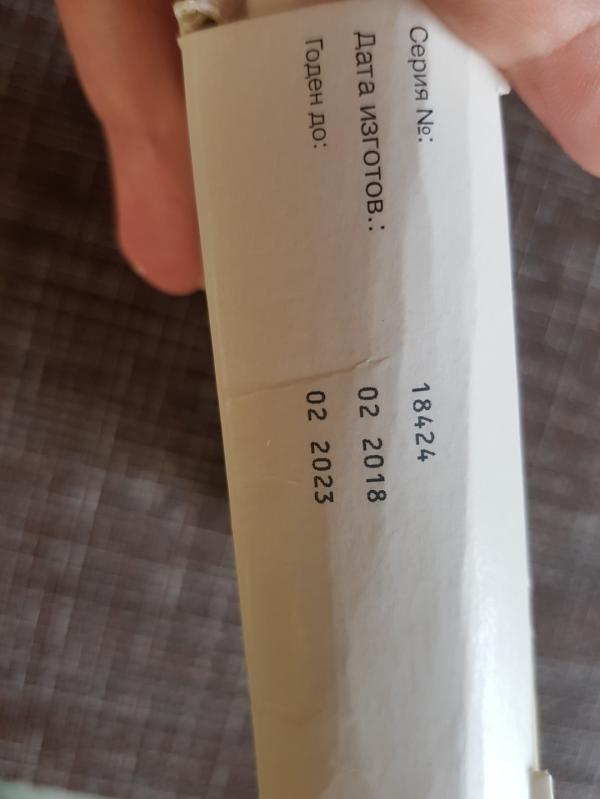 Серия №: 18424
Дата изготов.: 02 2018
Годен до: 02 2023